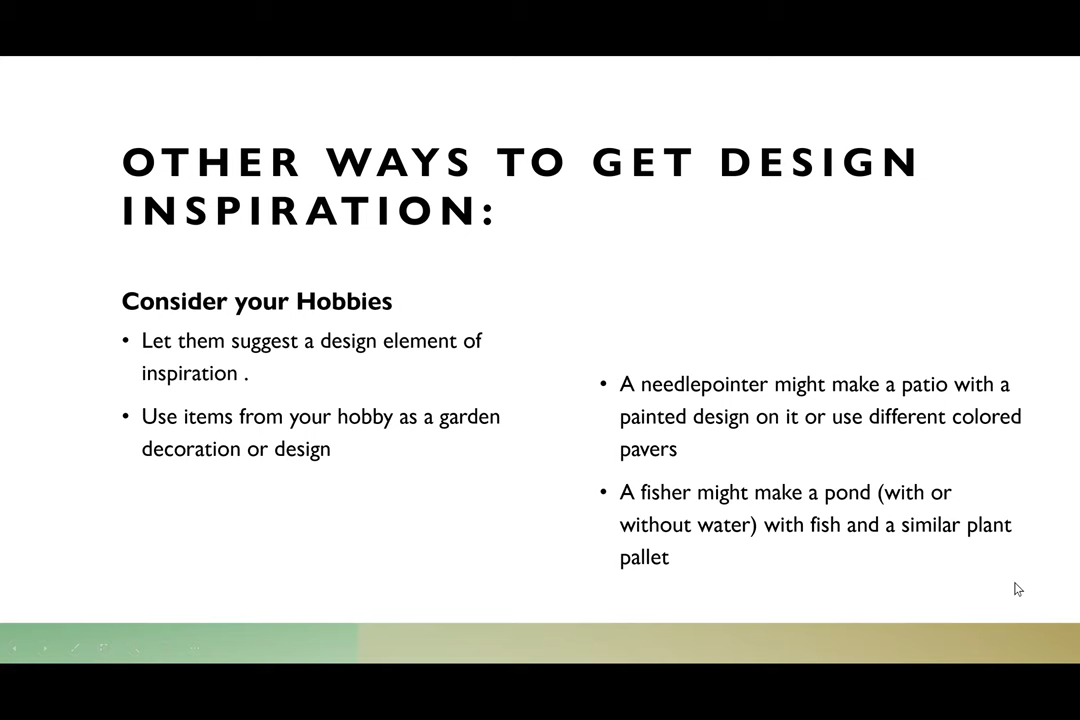 OTHER WAYS TO GET DESIGN
INSPIRATION:
Consider your Hobbies
• Let them suggest a design element of
inspiration .
• Use items from your hobby as a garden
decoration or design
• A needlepointer might make a patio with a
painted design on it or use different colored
pavers
• A fisher might make a pond (with or
without water) with fish and a similar plant
pallet